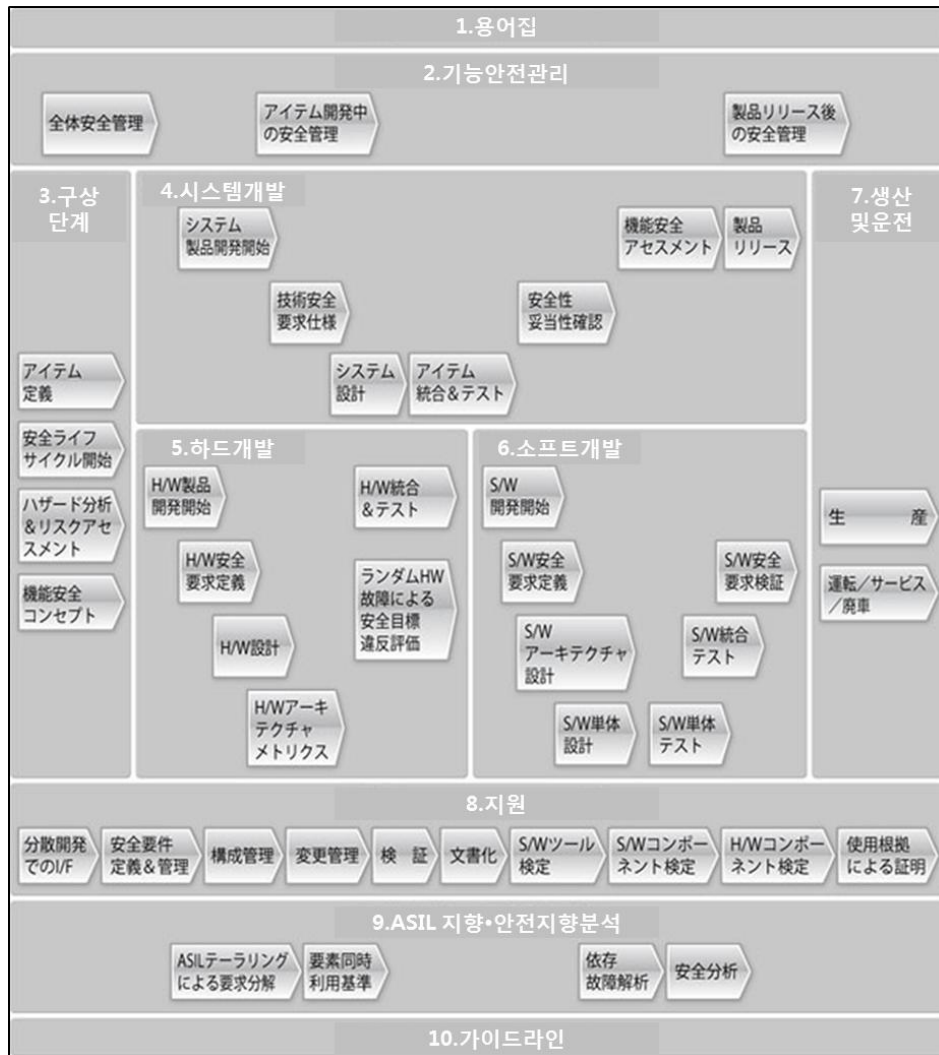 1.용어집
2.기능안전관리
全体安全管理
アイテム開発中
の安全管理
製品リリース後
の安全管理
3.구상
단계
4.시스템개발
システム
製品開発開始
機能安全
アセスメント
製品
リリース
技術安全
要求仕様
安全性
妥当性確認
システム
設計
アイテム
統合&テスト
7.생산
및운전
アイテム
定義
安全ライフ
サイクル開始
ハザード分析
&リスクアセ
スメント
機能安全
コンセプト
5.하드개발
H/W製品
開発開始
H/W統合
&テスト
H/W安全
要求定義
ランダムHW
故障による
安全目標
違反評価
H/W設計
H/Wアーキ
テクチャ
メトリクス
6.소프트개발
S/W
開発開始
S/W安全
要求定義
S/W安全
要求検証
S/W
アーキテクチャ
設計
S/W統合
テスト
S/W単体
設計
S/W単体
テスト
生 産
運転/サービス
/廃車
8.지원
分散開発
でのI/F
安全要件
定義&管理
構成管理
変更管理
検 証
文書化
S/Wツール
検定
S/Wコンポー
ネント検定
H/Wコンポー
ネント検定
使用根拠
による証明
9.ASIL 지향•안전지향분석
ASILテーラリング
による要求分解
要素同時
利用基準
依存
故障解析
安全分析
10.가이드라인